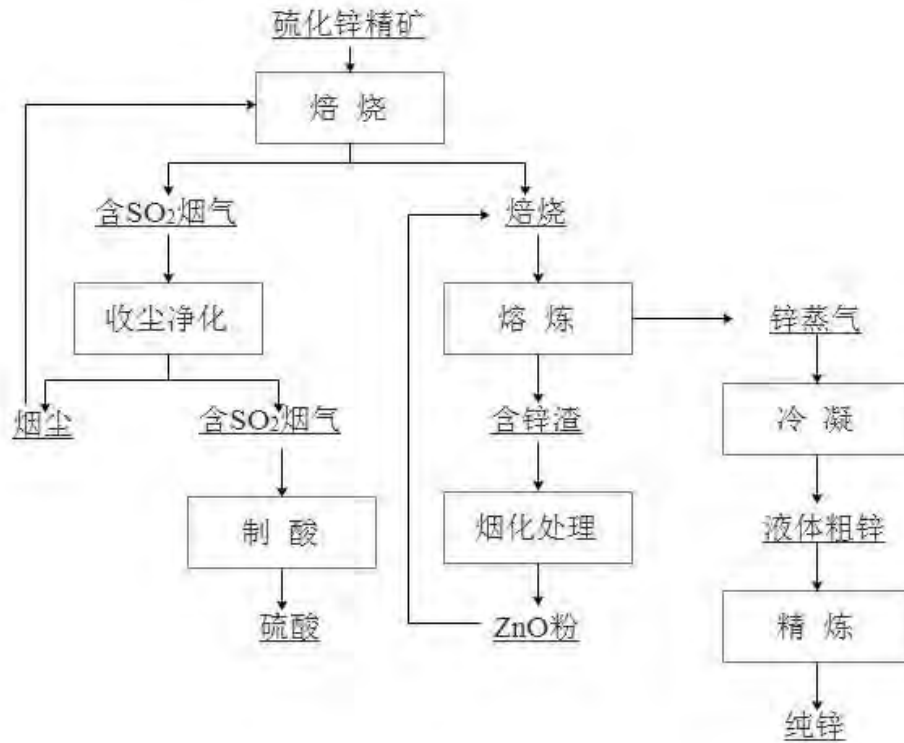 硫化锌精矿
焙 烧
含SO₂烟气
焙烧
收尘净化
熔 炼
锌蒸气
烟尘
含SO₂烟气
含锌渣
冷 凝
制 酸
烟化处理
液体粗锌
硫酸
ZnO粉
精 炼
纯锌